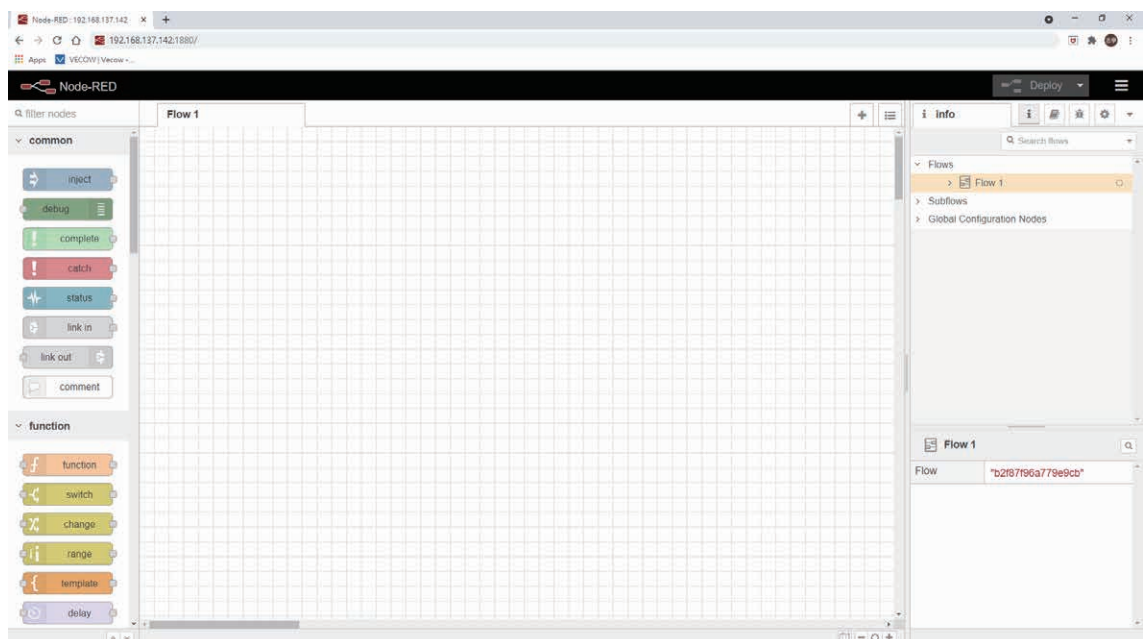 Node-RED : 192.168.137.142
192.168.137.142:1880/
Apps VECOW | Vecow -...
Node-RED
Deploy
filter nodes
Flow 1
info
Search flows
common
inject
debug
complete
catch
status
link in
link out
comment
function
function
switch
change
range
template
delay
Flows
Flow 1
Subflows
Global Configuration Nodes
Flow 1
Flow "b2f87f96a779e9cb"